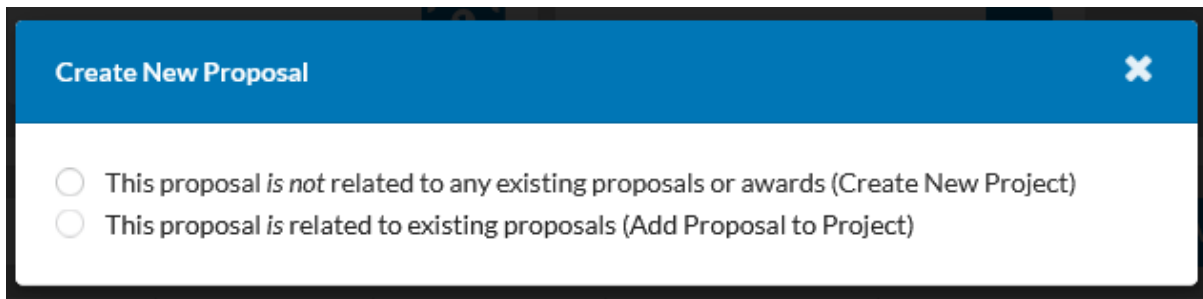 Create New Proposal
This proposal is not related to any existing proposals or awards (Create New Project)
This proposal is related to existing proposals (Add Proposal to Project)